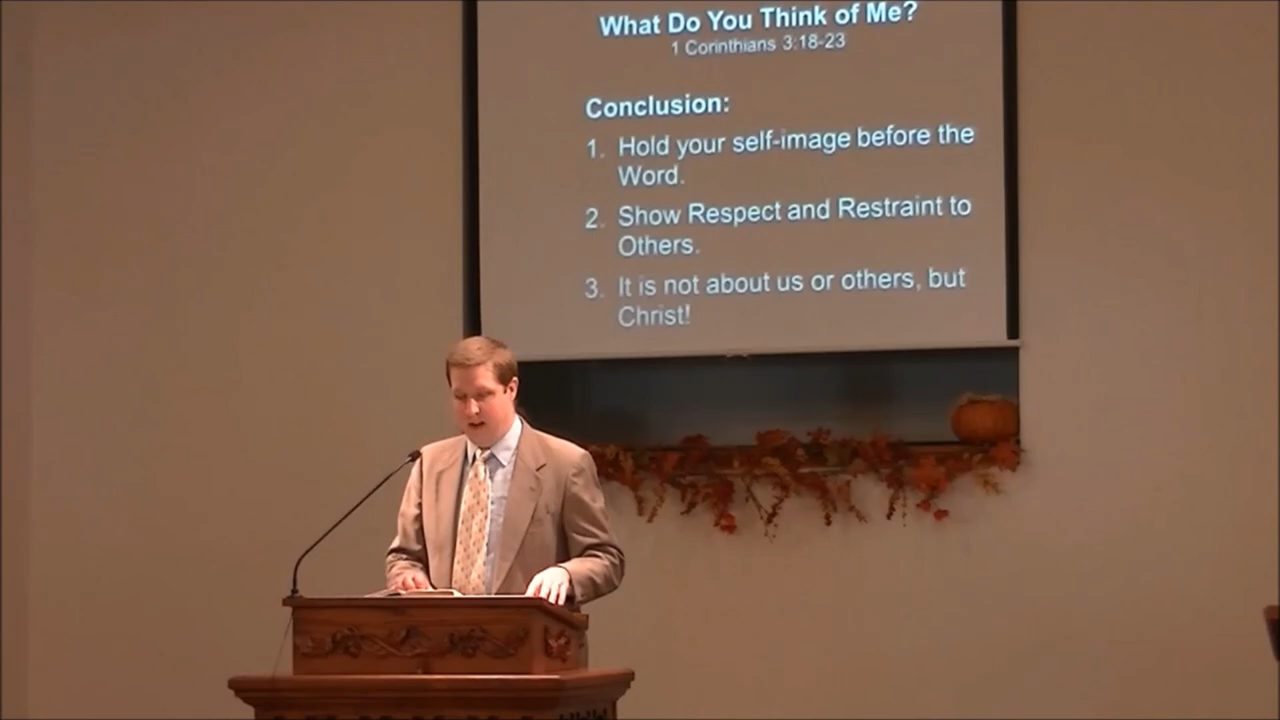 What Do You Think of Me?
1 Corinthians 3:18-23
Conclusion:
1. Hold your self-image before the
Word.
2. Show Respect and Restraint to
Others.
3. It is not about us or others, but
Christ!